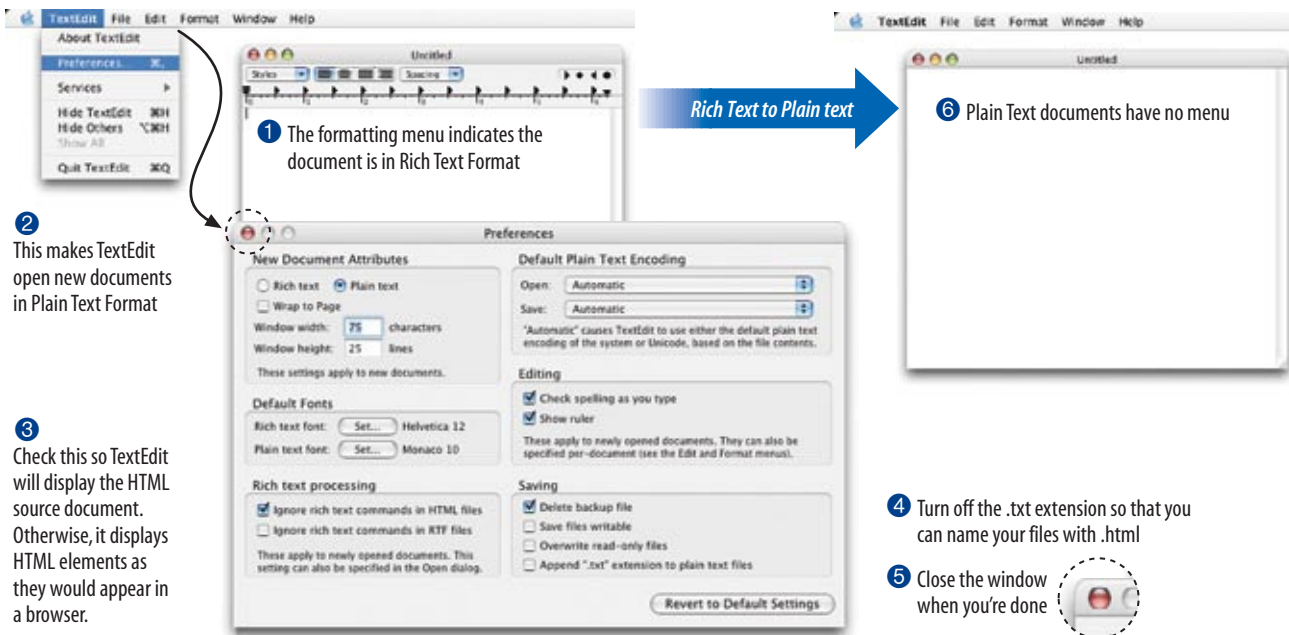 TextEdit File Edit Format Window Help
About TextEdit
Preferences... ⌘,
Services
Hide TextEdit ⌘H
Hide Others ⌥⌘H
Show All
Quit TextEdit ⌘Q
Untitled
Styles Spacing
1 The formatting menu indicates the
document is in Rich Text Format
Rich Text to Plain text
TextEdit File Edit Format Window Help
Untitled
6 Plain Text documents have no menu
2
This makes TextEdit
open new documents
in Plain Text Format
3
Check this so TextEdit
will display the HTML
source document.
Otherwise, it displays
HTML elements as
they would appear in
a browser.
Preferences
New Document Attributes
Rich text Plain text
Wrap to Page
Window width: 75 characters
Window height: 25 lines
These settings apply to new documents.
Default Fonts
Rich text font: Set... Helvetica 12
Plain text font: Set... Monaco 10
Rich text processing
Ignore rich text commands in HTML files
Ignore rich text commands in RTF files
These apply to newly opened documents. This
setting can also be specified in the Open dialog.
Default Plain Text Encoding
Open: Automatic
Save: Automatic
"Automatic" causes TextEdit to use either the default plain text
encoding of the system or Unicode, based on the file contents.
Editing
Check spelling as you type
Show ruler
These apply to newly opened documents. They can also be
specified per-document (see the Edit and Format menus).
Saving
Delete backup file
Save files writable
Overwrite read-only files
Append ".txt" extension to plain text files
Revert to Default Settings
4 Turn off the .txt extension so that you
can name your files with .html
5 Close the window
when you're done